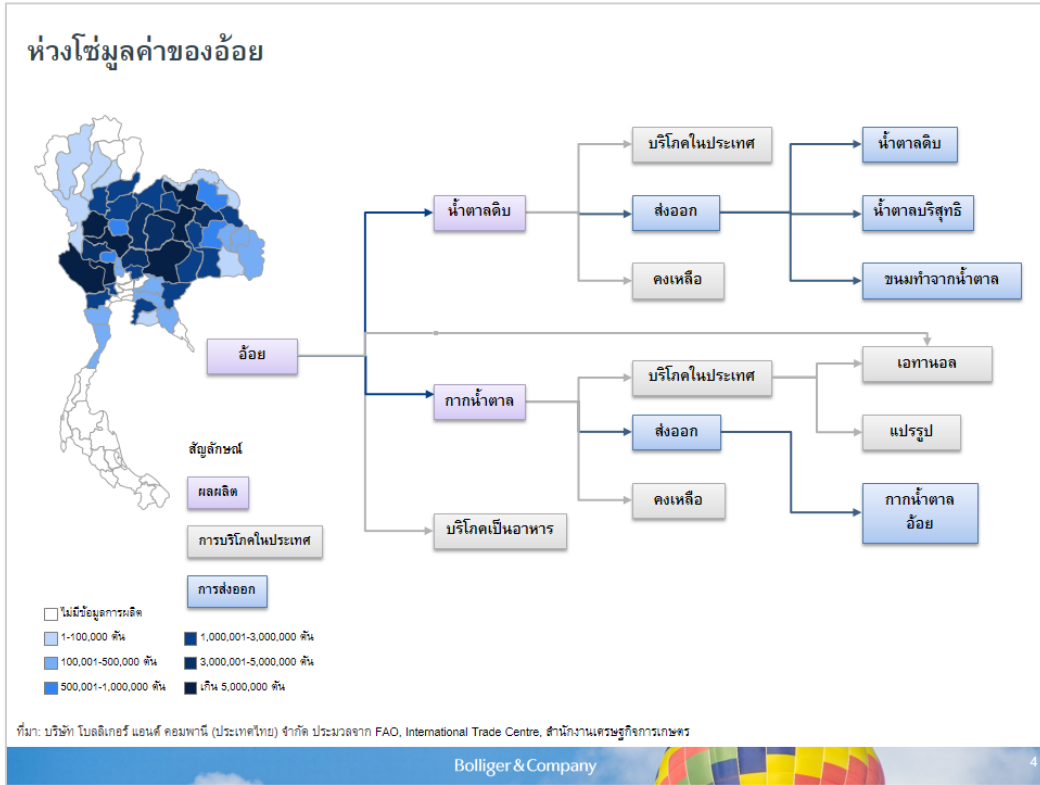 ห่วงโซ่มูลค่าของอ้อย
บริโภคในประเทศ
น้ำตาลดิบ
น้ำตาลดิบ
ส่งออก
น้ำตาลบริสุทธิ
คงเหลือ
ขนมทำจากน้ำตาล
อ้อย
บริโภคในประเทศ
เอทานอล
กากน้ำตาล
ส่งออก
แปรรูป
คงเหลือ
กากน้ำตาล
อ้อย
บริโภคเป็นอาหาร
สัญลักษณ์
ผลผลิต
การบริโภคในประเทศ
การส่งออก
ไม่มีข้อมูลการผลิต
1-100,000 ตัน
1,000,001-3,000,000 ตัน
100,001-500,000 ตัน
3,000,001-5,000,000 ตัน
500,001-1,000,000 ตัน
เกิน 5,000,000 ตัน
ที่มา: บริษัท โบลลิเกอร์ แอนด์ คอมพานี (ประเทศไทย) จำกัด ประมวลจาก FAO, International Trade Centre, สำนักงานเศรษฐกิจการเกษตร
Bolliger & Company
4